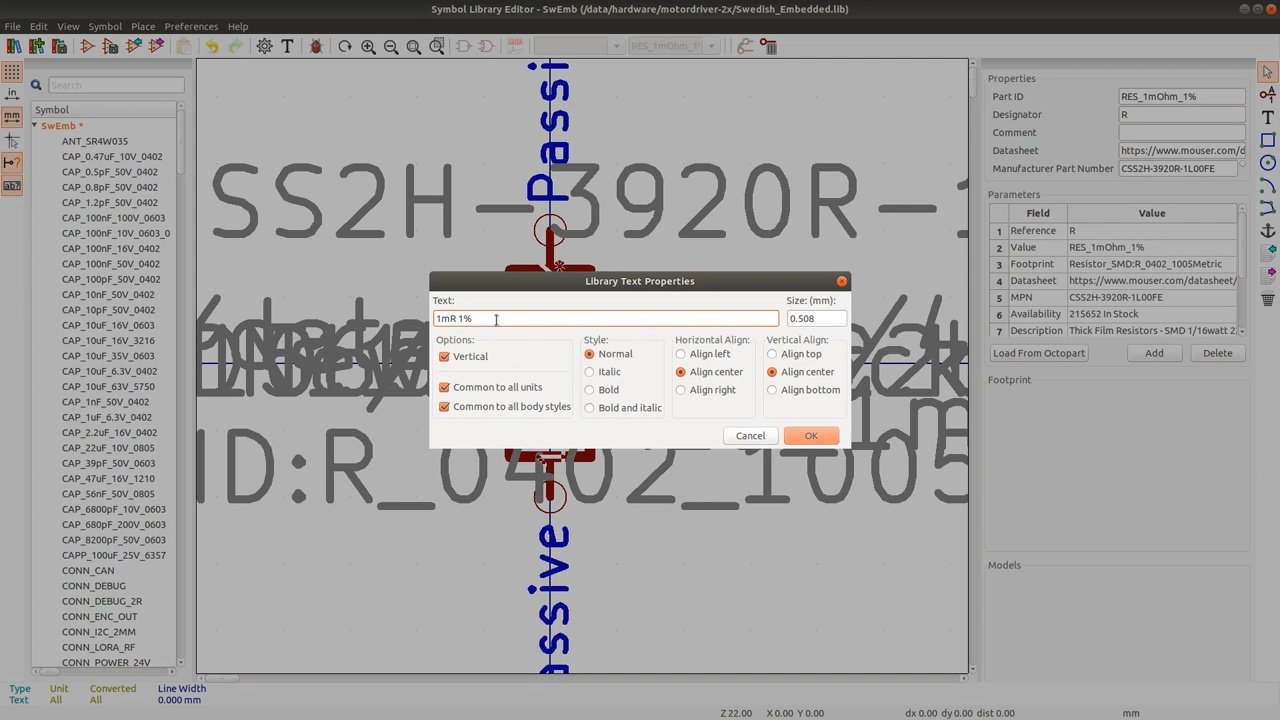 Symbol Library Editor - SwEmb (/data/hardware/motordriver-2x/Swedish_Embedded.lib)
File Edit View Symbol Place Preferences Help
RES_1mOhm_1%
in
mm
Search
Symbol
SwEmb *
ANT_SR4W035
CAP_0.47uF_10V_0402
CAP_0.5pF_50V_0402
CAP_0.8pF_50V_0402
CAP_1.2pF_50V_0402
CAP_100nF_100V_0603
CAP_100nF_10V_0603_0
CAP_100nF_16V_0402
CAP_100nF_50V_0402
CAP_100pF_50V_0402
CAP_10nF_50V_0402
CAP_10pF_50V_0402
CAP_10uF_16V_0603
CAP_10uF_16V_3216
CAP_10uF_35V_0603
CAP_10uF_6.3V_0402
CAP_10uF_63V_5750
CAP_1nF_50V_0402
CAP_1uF_6.3V_0402
CAP_2.2uF_16V_0402
CAP_22uF_10V_0805
CAP_39pF_50V_0603
CAP_47uF_16V_1210
CAP_56nF_50V_0805
CAP_6800pF_10V_0603
CAP_680pF_200V_0603
CAP_8200pF_50V_0603
CAPP_100uF_25V_6357
CONN_CAN
CONN_DEBUG
CONN_DEBUG_2R
CONN_ENC_OUT
CONN_I2C_2MM
CONN_LORA_RF
CONN_POWER_24V
Passi
SS2H-3920R-1
ID:R_0402_1005
assive
Library Text Properties
Text: Size: (mm):
1mR 1% 0.508
Options: Style: Horizontal Align: Vertical Align:
Vertical Normal Align left Align top
Italic Align center Align center
Common to all units Bold Align right Align bottom
Common to all body styles Bold and italic
Cancel OK
Properties
Part ID RES_1mOhm_1%
Designator R
Comment
Datasheet https://www.mouser.com/d
Manufacturer Part Number CSS2H-3920R-1L00FE
Parameters
Field Value
1 Reference R
2 Value RES_1mOhm_1%
3 Footprint Resistor_SMD:R_0402_1005Metric
4 Datasheet https://www.mouser.com/datasheet/
5 MPN CSS2H-3920R-1L00FE
6 Availability 215652 In Stock
7 Description Thick Film Resistors - SMD 1/16watt 2
Load From Octopart Add Delete
Footprint
Models
Type Unit Converted Line Width
Text All All 0.000 mm
Z 22.00 X 0.00 Y 0.00 dx 0.00 dy 0.00 dist 0.00 mm